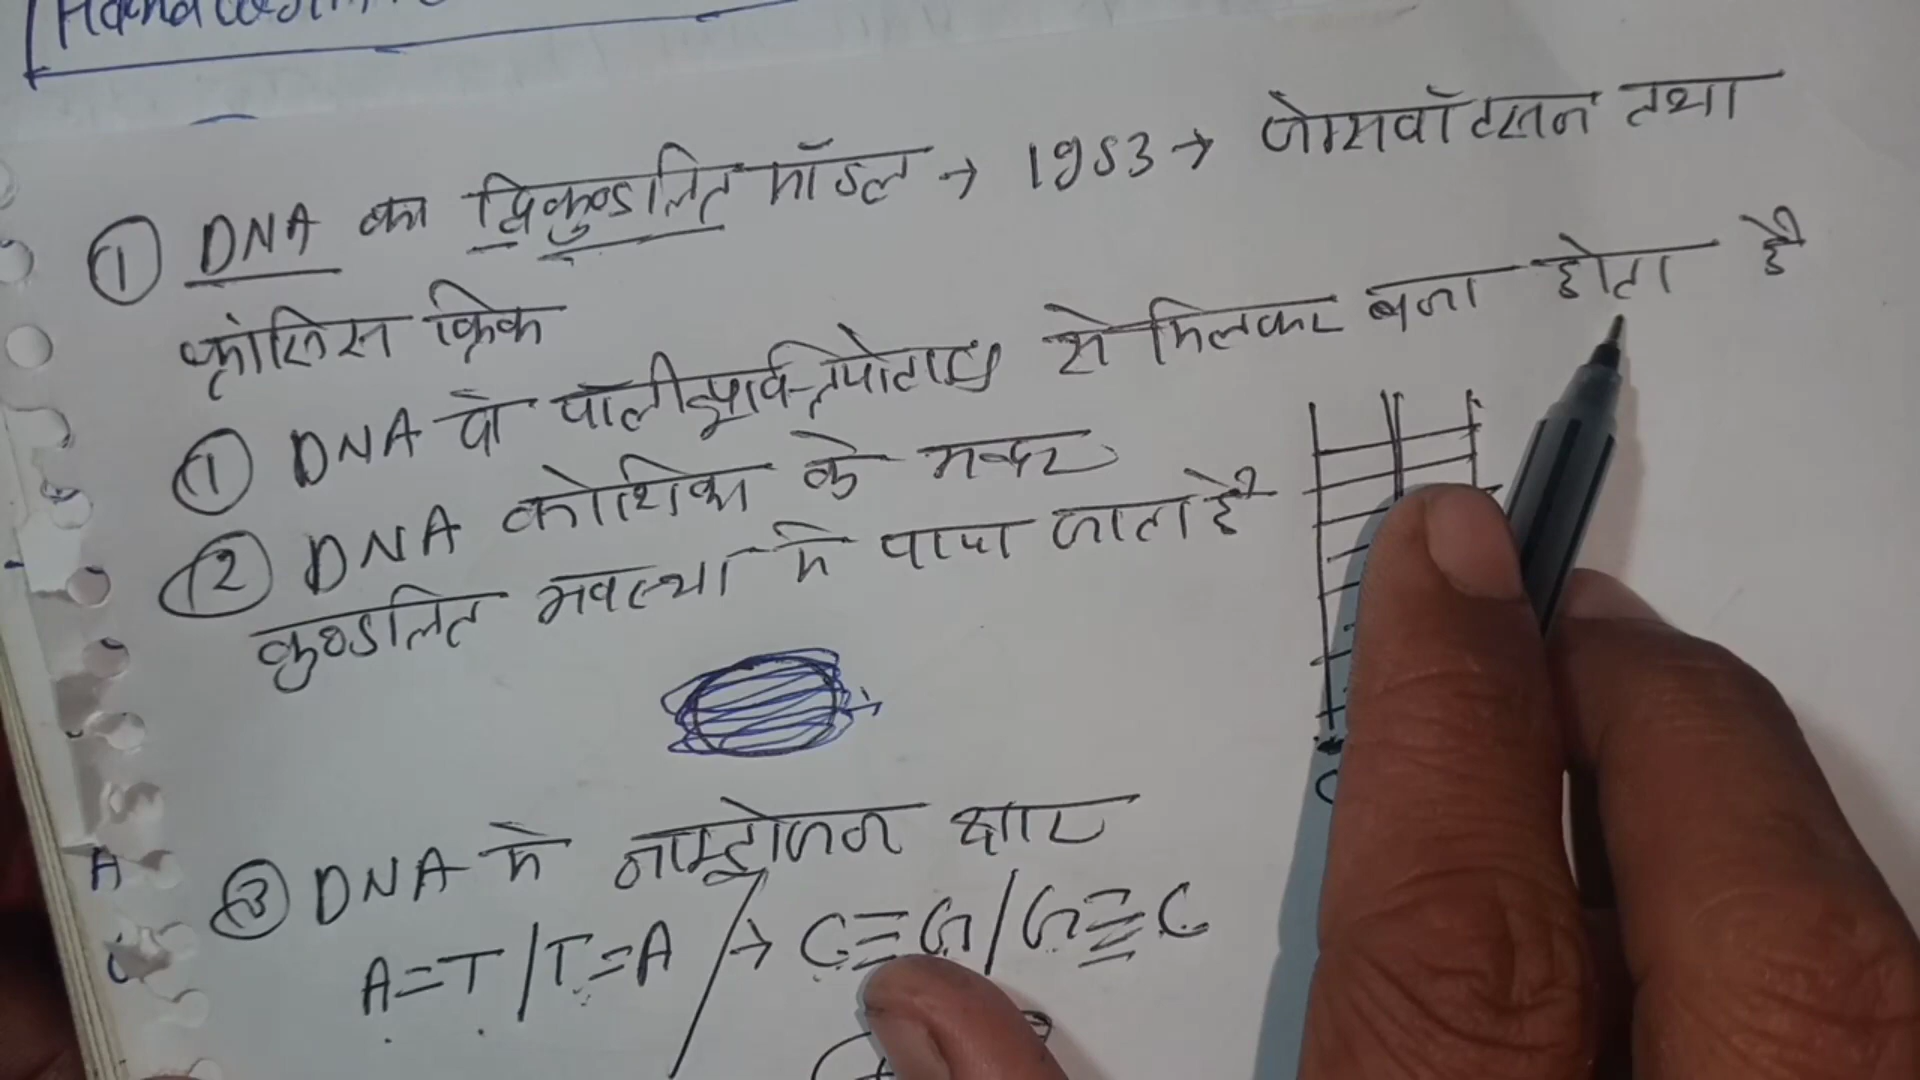 ① DNA का द्विकुण्डलित मॉडल → 1953 → जेम्सवॉटसन तथा
फ्रांसिस क्रिक
① DNA दो पॉली से मिलकर बना होता है
② DNA कोशिका के अन्दर
कुण्डलित अवस्था मे पाया जाता है
③ DNA मे नाइट्रोजन क्षार
A=T/T=A/→ C≡G/G≡C
A